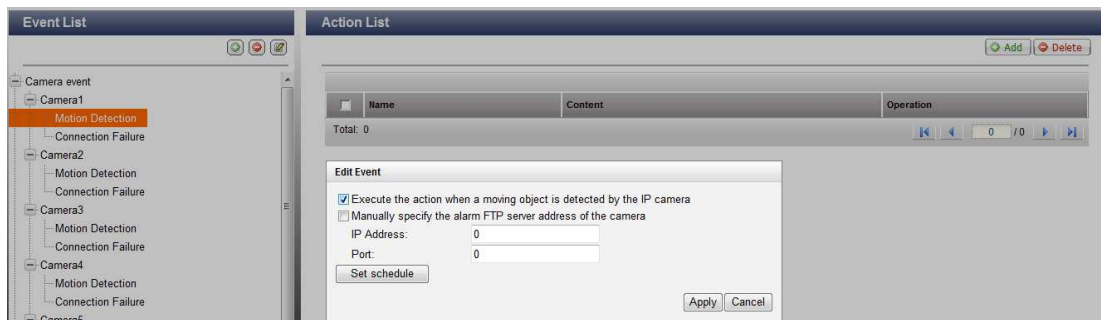 Event List
Action List
Add
Delete
Camera event
Camera1
Motion Detection
Connection Failure
Camera2
Motion Detection
Connection Failure
Camera3
Motion Detection
Connection Failure
Camera4
Motion Detection
Connection Failure
Camera5
Name Content Operation
Total: 0
0 / 0
Edit Event
Execute the action when a moving object is detected by the IP camera
Manually specify the alarm FTP server address of the camera
IP Address: 0
Port: 0
Set schedule
Apply Cancel